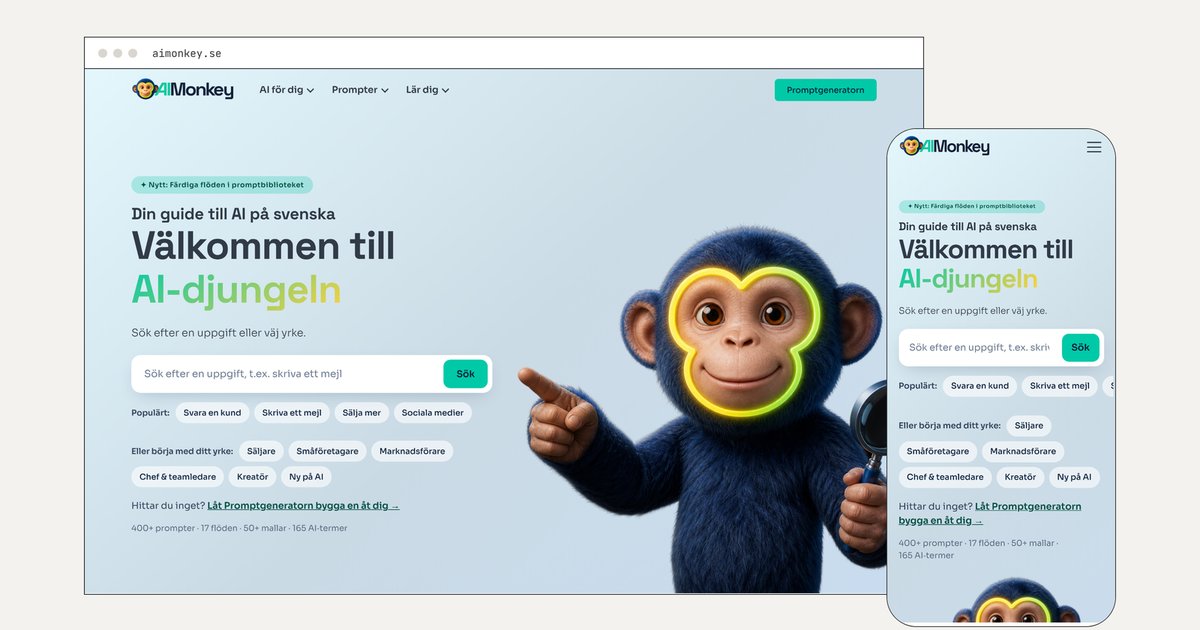 aimonkey.se
AIMonkey
AI för dig
Prompter
Lär dig
Promptgeneratorn
✦ Nytt: Färdiga flöden i promptbiblioteket
Din guide till AI på svenska
Välkommen till
AI-djungeln
Sök efter en uppgift eller väj yrke.
Sök efter en uppgift, t.ex. skriva ett mejl
Sök
Populärt: Svara en kund Skriva ett mejl Sälja mer Sociala medier
Eller börja med ditt yrke: Säljare Småföretagare Marknadsförare
Chef & teamledare Kreatör Ny på AI
Hittar du inget? Låt Promptgeneratorn bygga en åt dig →
400+ prompter · 17 flöden · 50+ mallar · 165 AI-termer
AIMonkey
✦ Nytt: Färdiga flöden i promptbiblioteket
Din guide till AI på svenska
Välkommen till
AI-djungeln
Sök efter en uppgift eller väj yrke.
Sök efter en uppgift, t.ex. skriv
Sök
Populärt: Svara en kund Skriva ett mejl S
Eller börja med ditt yrke: Säljare
Småföretagare Marknadsförare
Chef & teamledare Kreatör Ny på AI
Hittar du inget? Låt Promptgeneratorn
bygga en åt dig →
400+ prompter · 17 flöden · 50+ mallar ·
165 AI-termer